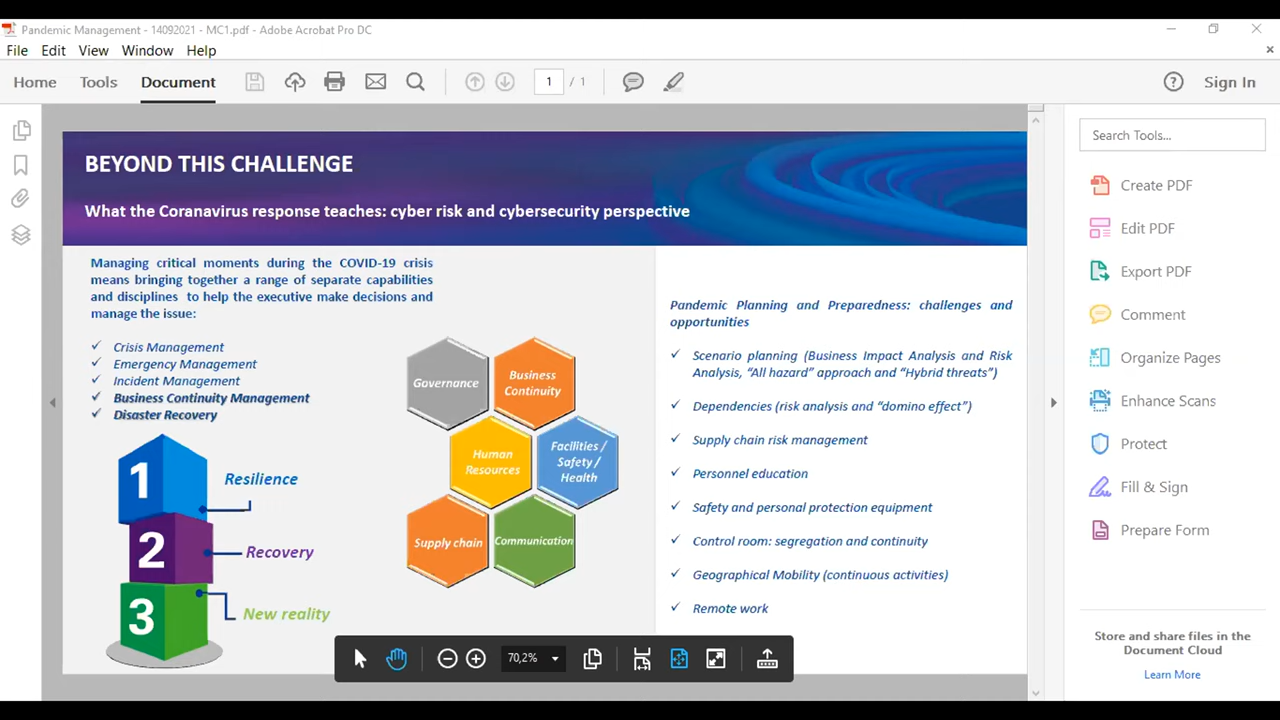 Pandemic Management - 14092021 - MC1.pdf - Adobe Acrobat Pro DC
File Edit View Window Help
Home Tools Document 1 / 1 Sign In
BEYOND THIS CHALLENGE
What the Coranavirus response teaches: cyber risk and cybersecurity perspective
Managing critical moments during the COVID-19 crisis
means bringing together a range of separate capabilities
and disciplines to help the executive make decisions and
manage the issue:
Crisis Management
Emergency Management
Incident Management
Business Continuity Management
Disaster Recovery
1
Resilience
2
Recovery
3
New reality
Governance
Business
Continuity
Human
Resources
Facilities /
Safety /
Health
Supply chain
Communication
Pandemic Planning and Preparedness: challenges and
opportunities
Scenario planning (Business Impact Analysis and Risk
Analysis, “All hazard” approach and “Hybrid threats”)
Dependencies (risk analysis and “domino effect”)
Supply chain risk management
Personnel education
Safety and personal protection equipment
Control room: segregation and continuity
Geographical Mobility (continuous activities)
Remote work
70,2%
Search Tools...
Create PDF
Edit PDF
Export PDF
Comment
Organize Pages
Enhance Scans
Protect
Fill & Sign
Prepare Form
Store and share files in the
Document Cloud
Learn More